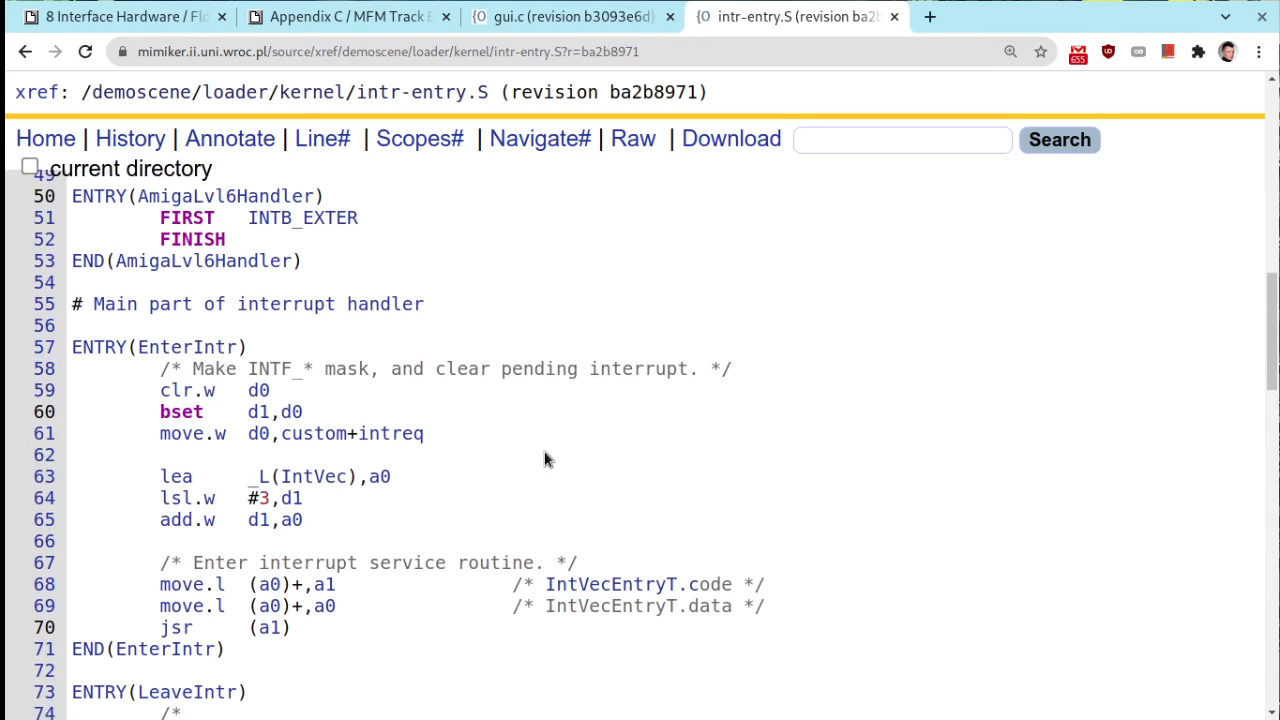 8 Interface Hardware / Flo
Appendix C / MFM Track E
gui.c (revision b3093e6d)
intr-entry.S (revision ba2b
mimiker.ii.uni.wroc.pl/source/xref/demoscene/loader/kernel/intr-entry.S?r=ba2b8971
655
xref: /demoscene/loader/kernel/intr-entry.S (revision ba2b8971)
Home | History | Annotate | Line# | Scopes# | Navigate# | Raw | Download Search
current directory
49
50 ENTRY(AmigaLvl6Handler)
51 FIRST INTB_EXTER
52 FINISH
53 END(AmigaLvl6Handler)
54
55 # Main part of interrupt handler
56
57 ENTRY(EnterIntr)
58 /* Make INTF_* mask, and clear pending interrupt. */
59 clr.w d0
60 bset d1,d0
61 move.w d0,custom+intreq
62
63 lea _L(IntVec),a0
64 lsl.w #3,d1
65 add.w d1,a0
66
67 /* Enter interrupt service routine. */
68 move.l (a0)+,a1 /* IntVecEntryT.code */
69 move.l (a0)+,a0 /* IntVecEntryT.data */
70 jsr (a1)
71 END(EnterIntr)
72
73 ENTRY(LeaveIntr)
74 /*